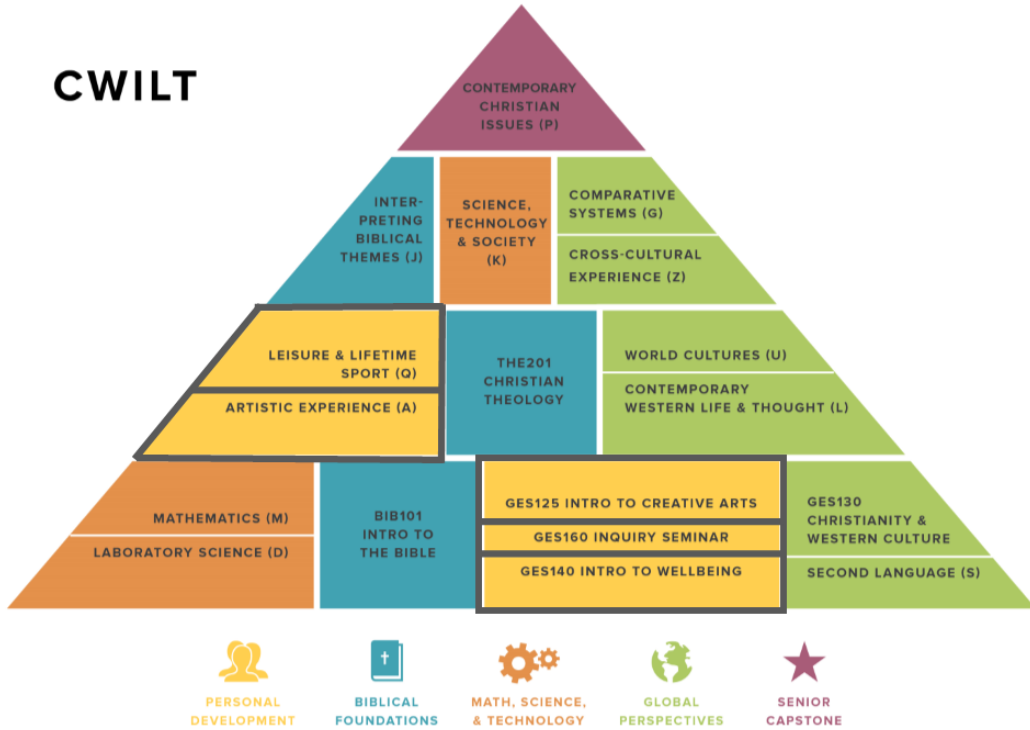 CWILT
CONTEMPORARY
CHRISTIAN
ISSUES (P)
INTER-
PRETING
BIBLICAL
THEMES (J)
SCIENCE,
TECHNOLOGY
& SOCIETY
(K)
COMPARATIVE
SYSTEMS (G)
CROSS-CULTURAL
EXPERIENCE (Z)
LEISURE & LIFETIME
SPORT (Q)
ARTISTIC EXPERIENCE (A)
THE201
CHRISTIAN
THEOLOGY
WORLD CULTURES (U)
CONTEMPORARY
WESTERN LIFE & THOUGHT (L)
MATHEMATICS (M)
LABORATORY SCIENCE (D)
BIB101
INTRO TO
THE BIBLE
GES125 INTRO TO CREATIVE ARTS
GES160 INQUIRY SEMINAR
GES140 INTRO TO WELLBEING
GES130
CHRISTIANITY &
WESTERN CULTURE
SECOND LANGUAGE (S)
PERSONAL
DEVELOPMENT
BIBLICAL
FOUNDATIONS
MATH, SCIENCE,
& TECHNOLOGY
GLOBAL
PERSPECTIVES
SENIOR
CAPSTONE